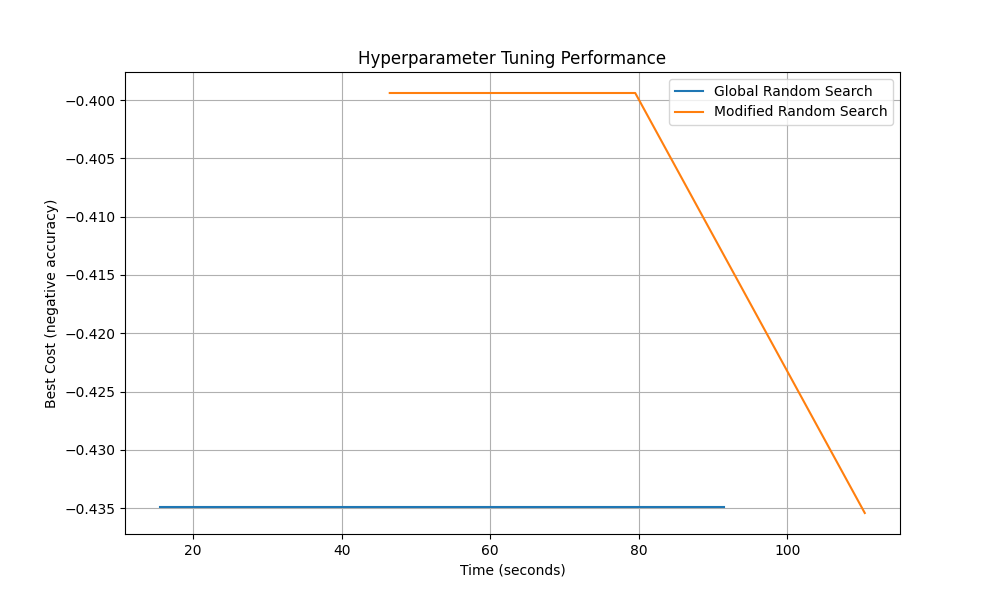 Hyperparameter Tuning Performance
Global Random Search
Modified Random Search
Best Cost (negative accuracy)
−0.400
−0.405
−0.410
−0.415
−0.420
−0.425
−0.430
−0.435
20
40
60
80
100
Time (seconds)